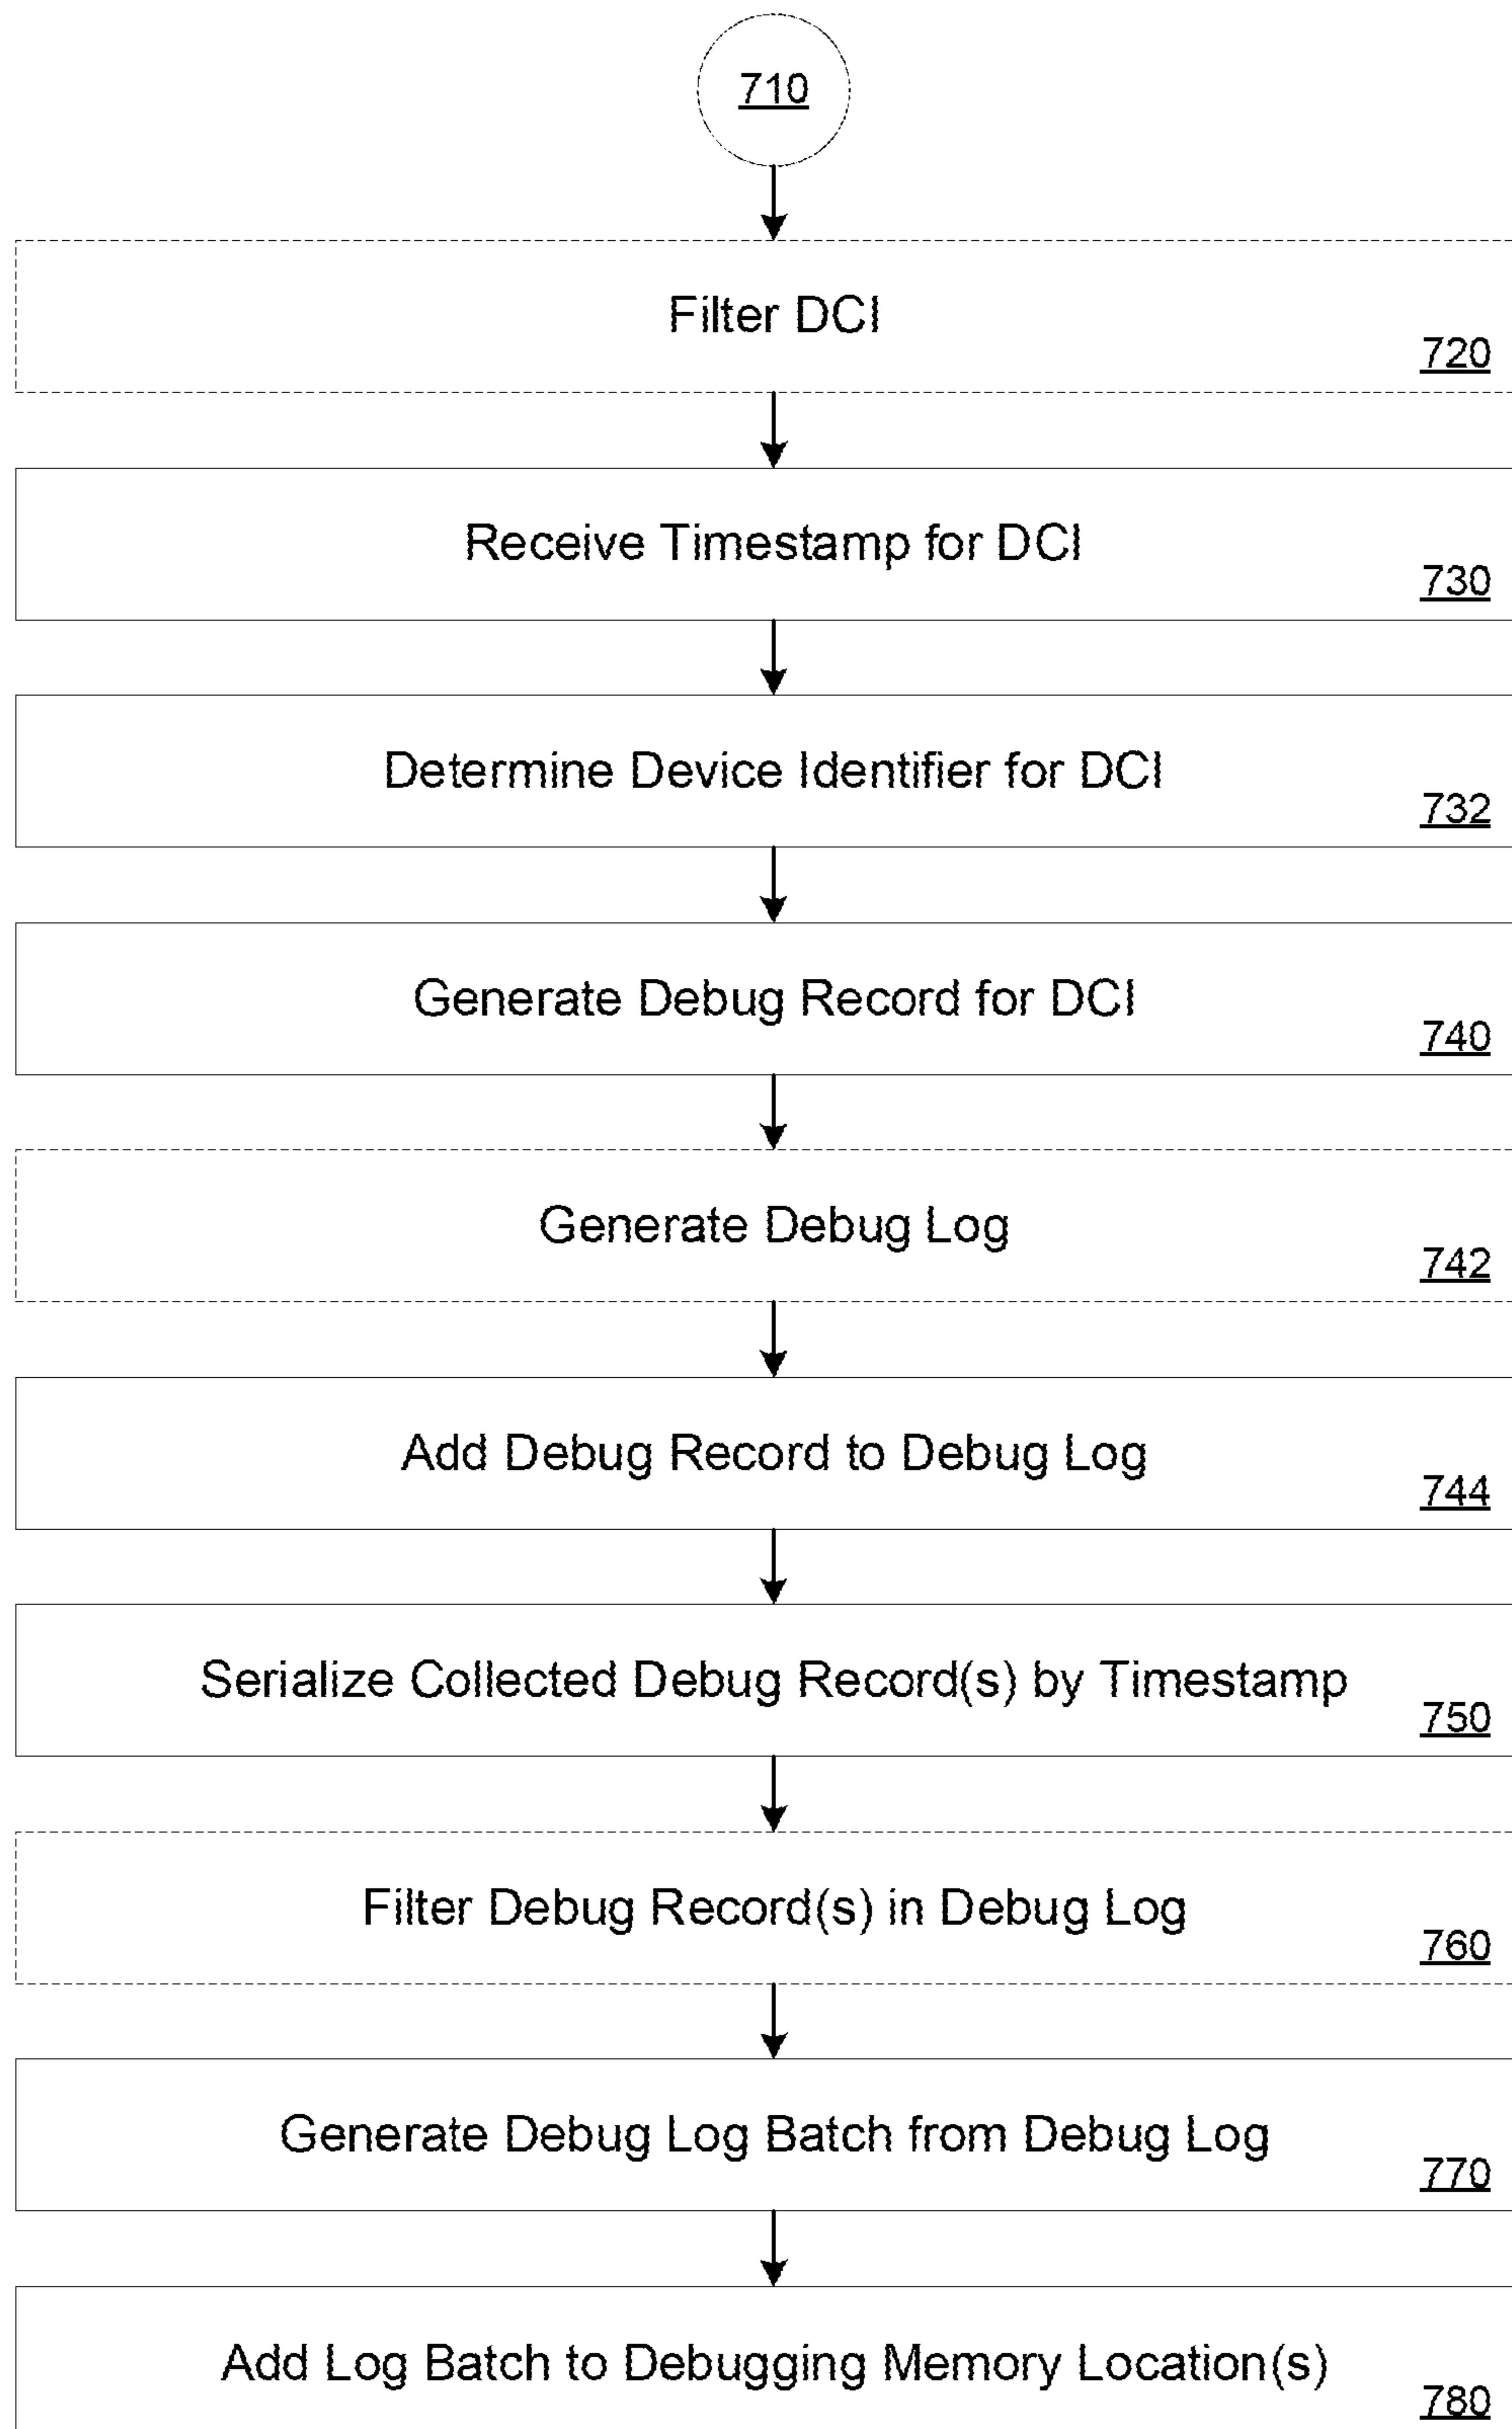 710
Filter DCI
720
Receive Timestamp for DCI
730
Determine Device Identifier for DCI
732
Generate Debug Record for DCI
740
Generate Debug Log
742
Add Debug Record to Debug Log
744
Serialize Collected Debug Record(s) by Timestamp
750
Filter Debug Record(s) in Debug Log
760
Generate Debug Log Batch from Debug Log
770
Add Log Batch to Debugging Memory Location(s)
780